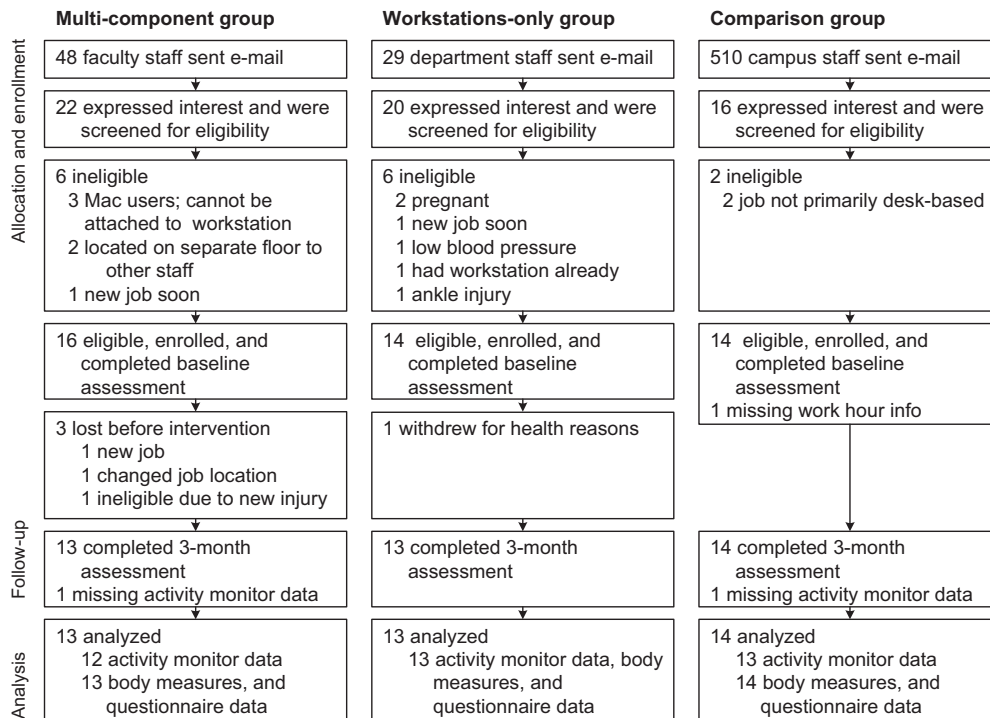 Multi-component group
Workstations-only group
Comparison group
Allocation and enrollment
48 faculty staff sent e-mail
29 department staff sent e-mail
510 campus staff sent e-mail
22 expressed interest and were
screened for eligibility
20 expressed interest and were
screened for eligibility
16 expressed interest and were
screened for eligibility
6 ineligible
3 Mac users; cannot be
attached to workstation
2 located on separate floor to
other staff
1 new job soon
6 ineligible
2 pregnant
1 new job soon
1 low blood pressure
1 had workstation already
1 ankle injury
2 ineligible
2 job not primarily desk-based
16 eligible, enrolled, and
completed baseline
assessment
14 eligible, enrolled, and
completed baseline
assessment
14 eligible, enrolled, and
completed baseline
assessment
1 missing work hour info
3 lost before intervention
1 new job
1 changed job location
1 ineligible due to new injury
1 withdrew for health reasons
Follow-up
13 completed 3-month
assessment
1 missing activity monitor data
13 completed 3-month
assessment
14 completed 3-month
assessment
1 missing activity monitor data
Analysis
13 analyzed
12 activity monitor data
13 body measures, and
questionnaire data
13 analyzed
13 activity monitor data, body
measures, and
questionnaire data
14 analyzed
13 activity monitor data
14 body measures, and
questionnaire data